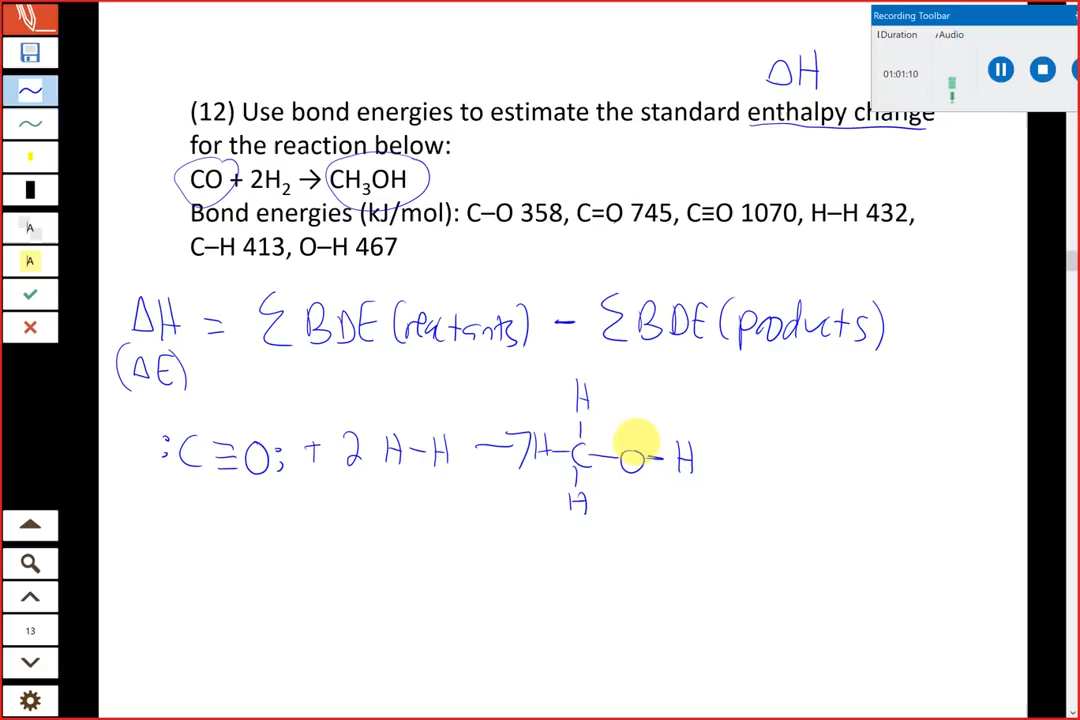 Recording Toolbar
Duration
Audio
01:01:10
ΔH
(12) Use bond energies to estimate the standard enthalpy change
for the reaction below:
CO + 2H₂ → CH₃OH
Bond energies (kJ/mol): C–O 358, C=O 745, C≡O 1070, H–H 432,
C–H 413, O–H 467
ΔH = Σ BDE (reactants) – Σ BDE (products)
(ΔE)
H
:C≡O: + 2 H–H → H–C–O–H
H
A
A
13